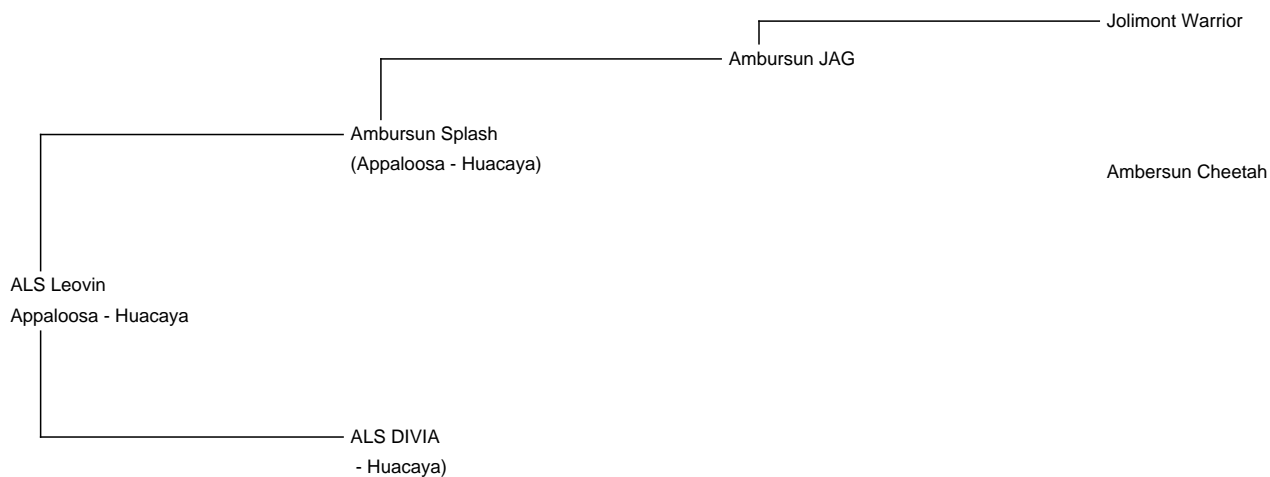 Jolimont Warrior
Ambursun JAG
Ambursun Splash
(Appaloosa - Huacaya)
Ambersun Cheetah
ALS Leovin
Appaloosa - Huacaya
ALS DIVIA
- Huacaya)